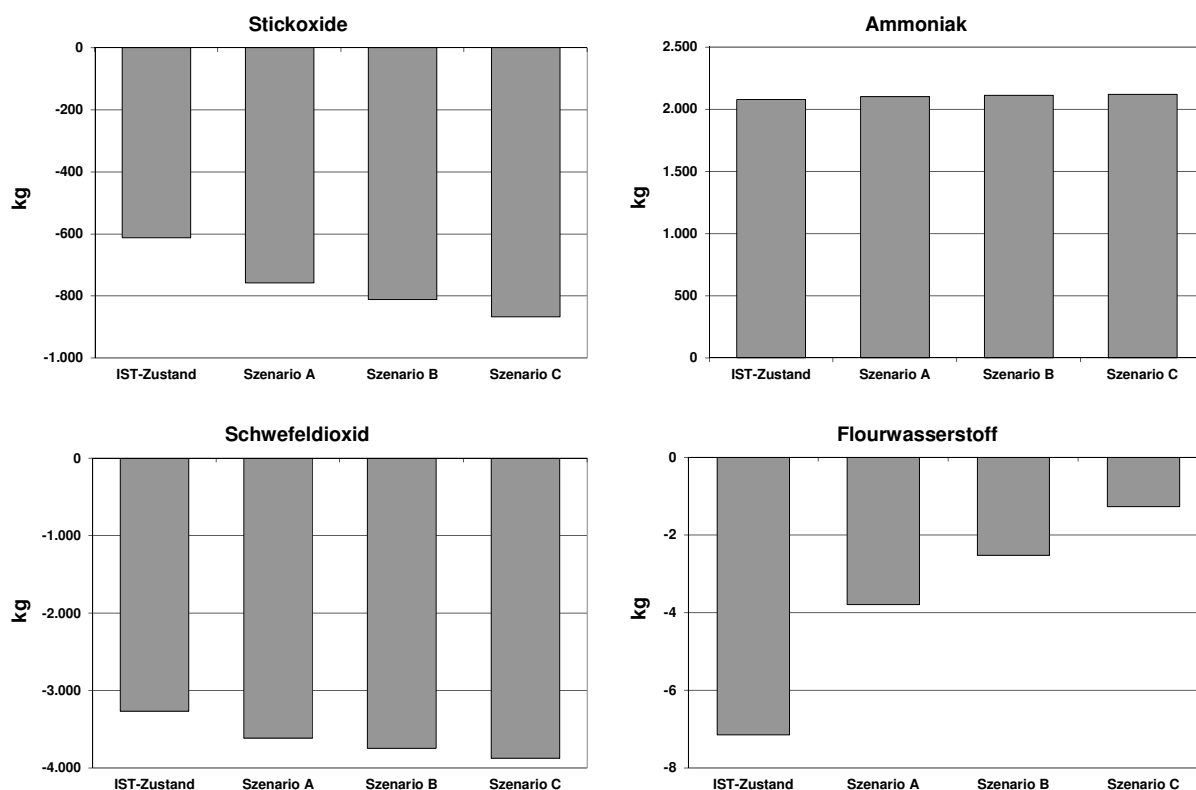 Stickoxide
0
-200
-400
-600
-800
-1.000
kg
IST-Zustand Szenario A Szenario B Szenario C
Ammoniak
2.500
2.000
1.500
1.000
500
0
kg
IST-Zustand Szenario A Szenario B Szenario C
Schwefeldioxid
0
-1.000
-2.000
-3.000
-4.000
kg
IST-Zustand Szenario A Szenario B Szenario C
Flourwasserstoff
0
-2
-4
-6
-8
kg
IST-Zustand Szenario A Szenario B Szenario C